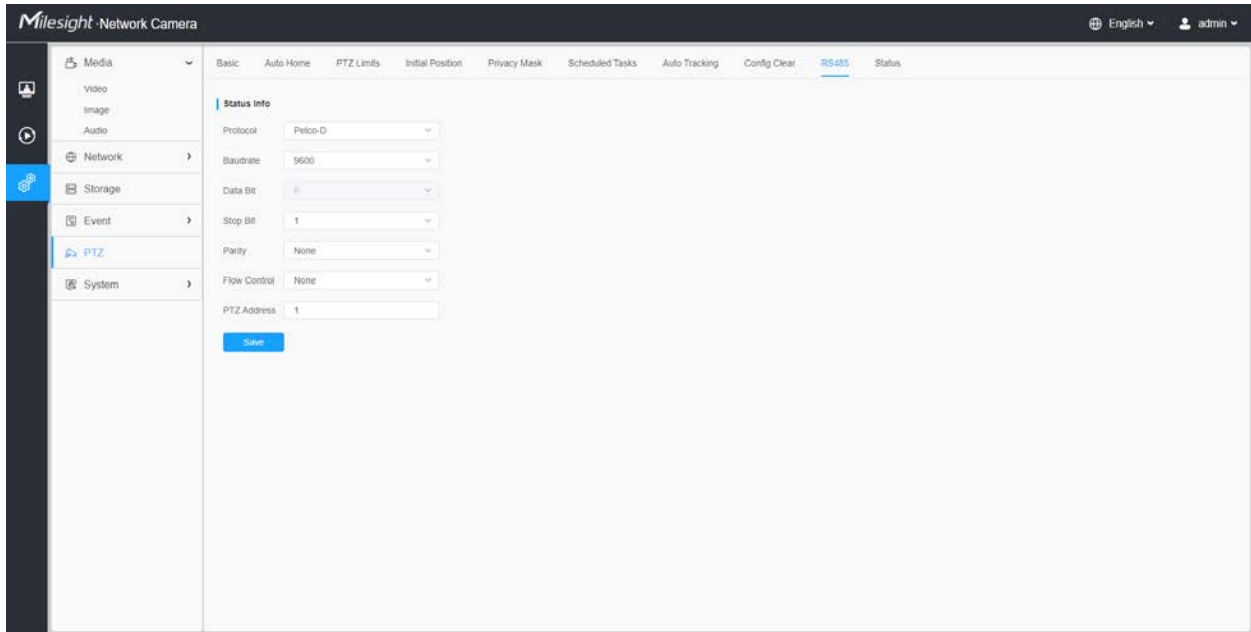 Milesight · Network Camera
English
admin
Media
Video
Image
Audio
Network
Storage
Event
PTZ
System
Basic Auto Home PTZ Limits Initial Position Privacy Mask Scheduled Tasks Auto Tracking Config Clear RS485 Status
Status Info
Protocol Pelco-D
Baudrate 9600
Data Bit
Stop Bit 1
Parity None
Flow Control None
PTZ Address 1
Save